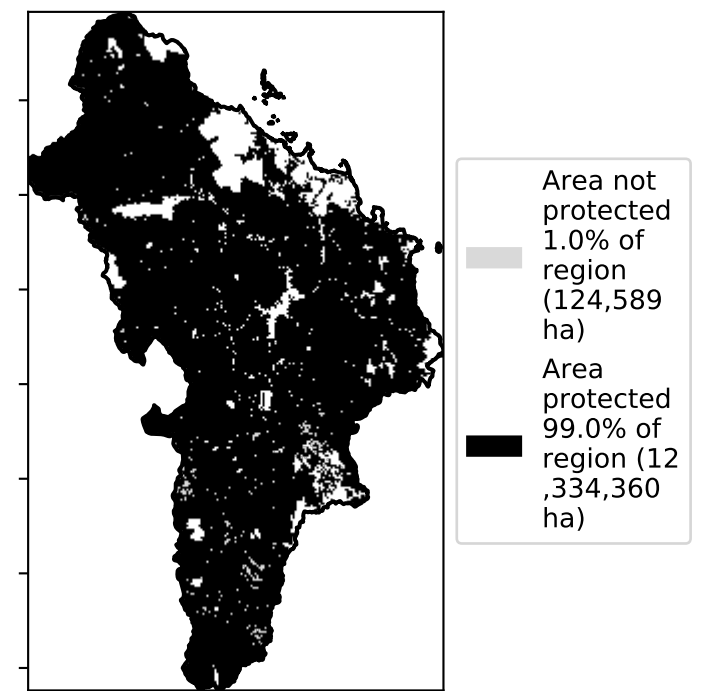 Area not
protected
1.0% of
region
(124,589
ha)
Area
protected
99.0% of
region (12
,334,360
ha)